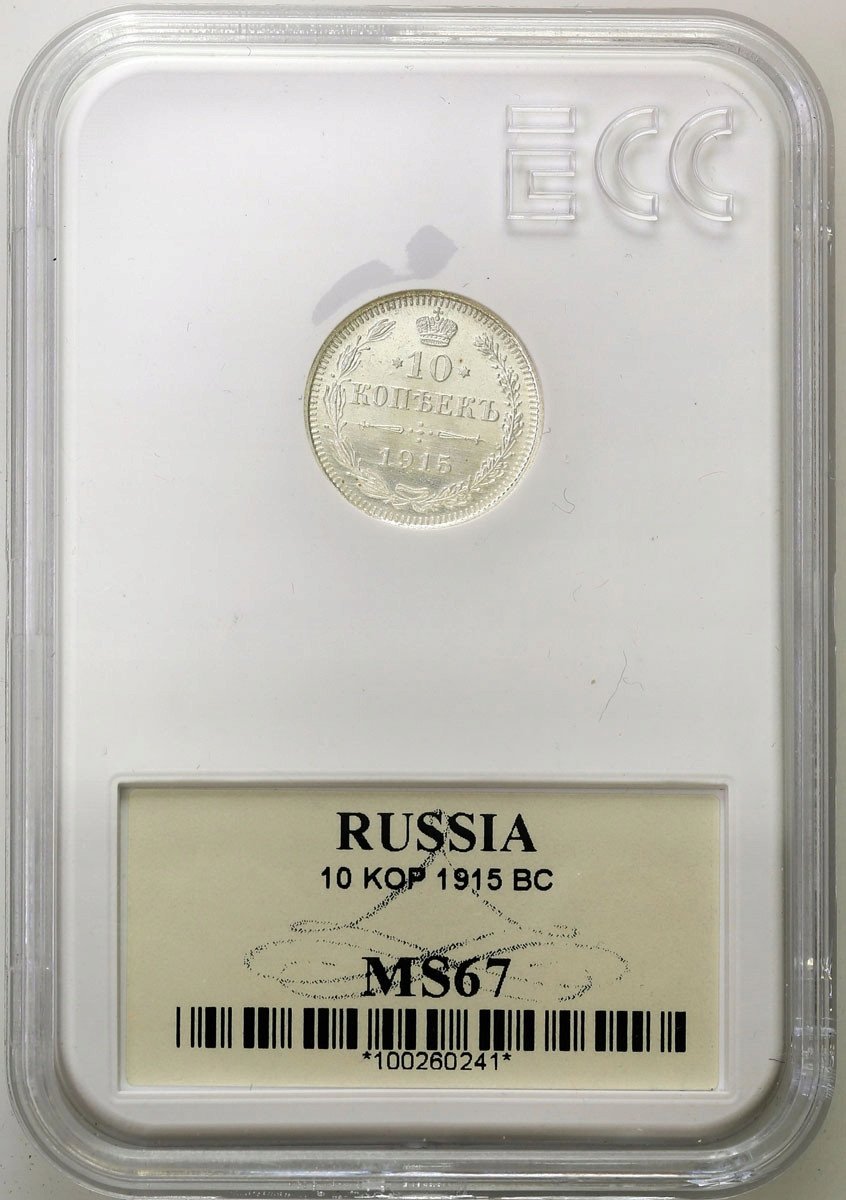 ECC
10
КОПѢЕКЪ
1915
RUSSIA
10 KOP 1915 BC
MS67
*100260241*